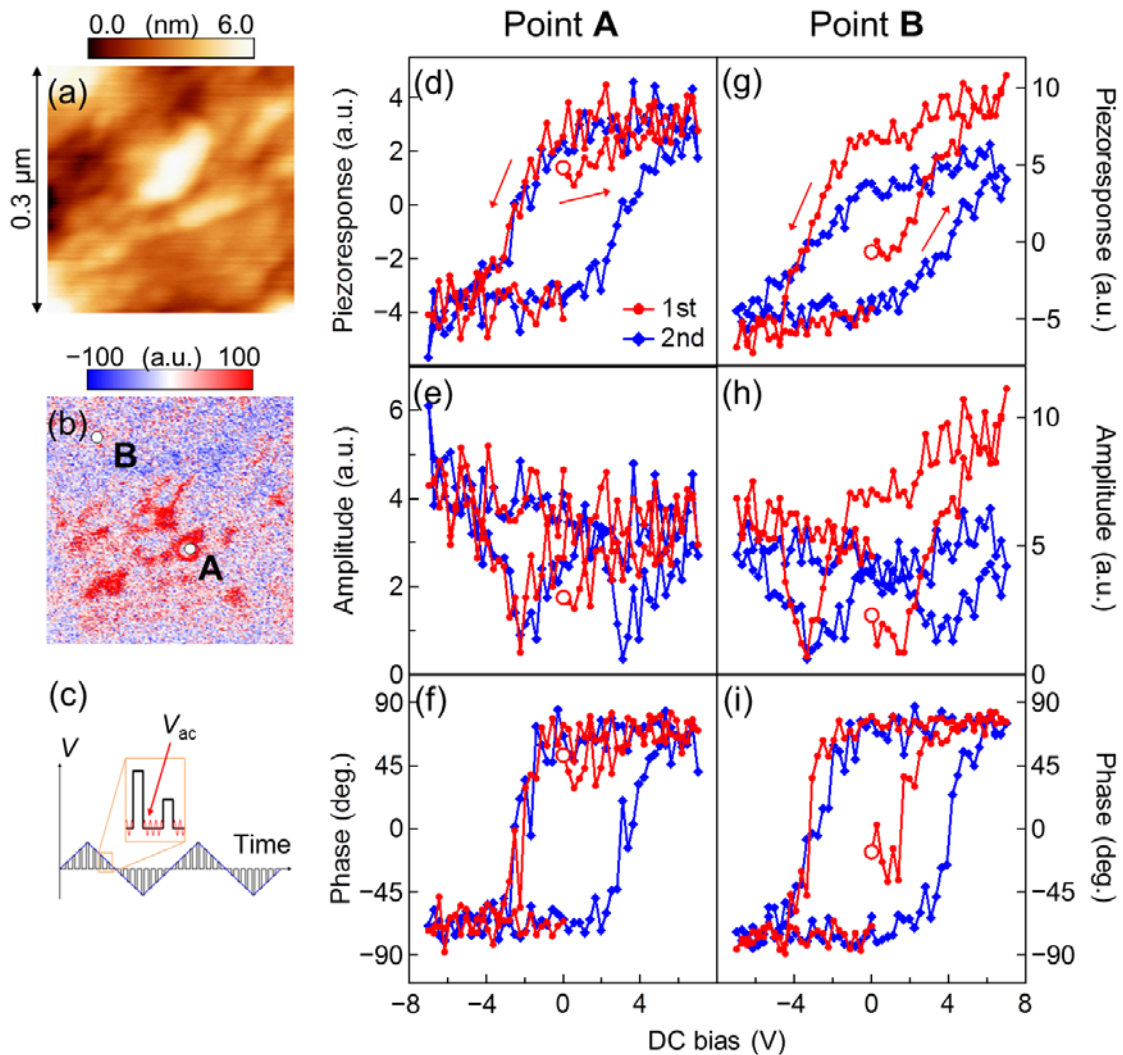 Point A
Point B
0.0 (nm) 6.0
(a)
0.3 μm
−100 (a.u.) 100
(b)
B
A
(c)
V
Vac
Time
(d)
Piezoresponse (a.u.)
4
2
0
−2
−4
1st
2nd
(g)
Piezoresponse (a.u.)
10
5
0
−5
(e)
Amplitude (a.u.)
6
4
2
0
(h)
Amplitude (a.u.)
10
5
0
(f)
Phase (deg.)
90
45
0
−45
−90
(i)
Phase (deg.)
90
45
0
−45
−90
−8 −4 0 4 −4 0 4 8
DC bias (V)